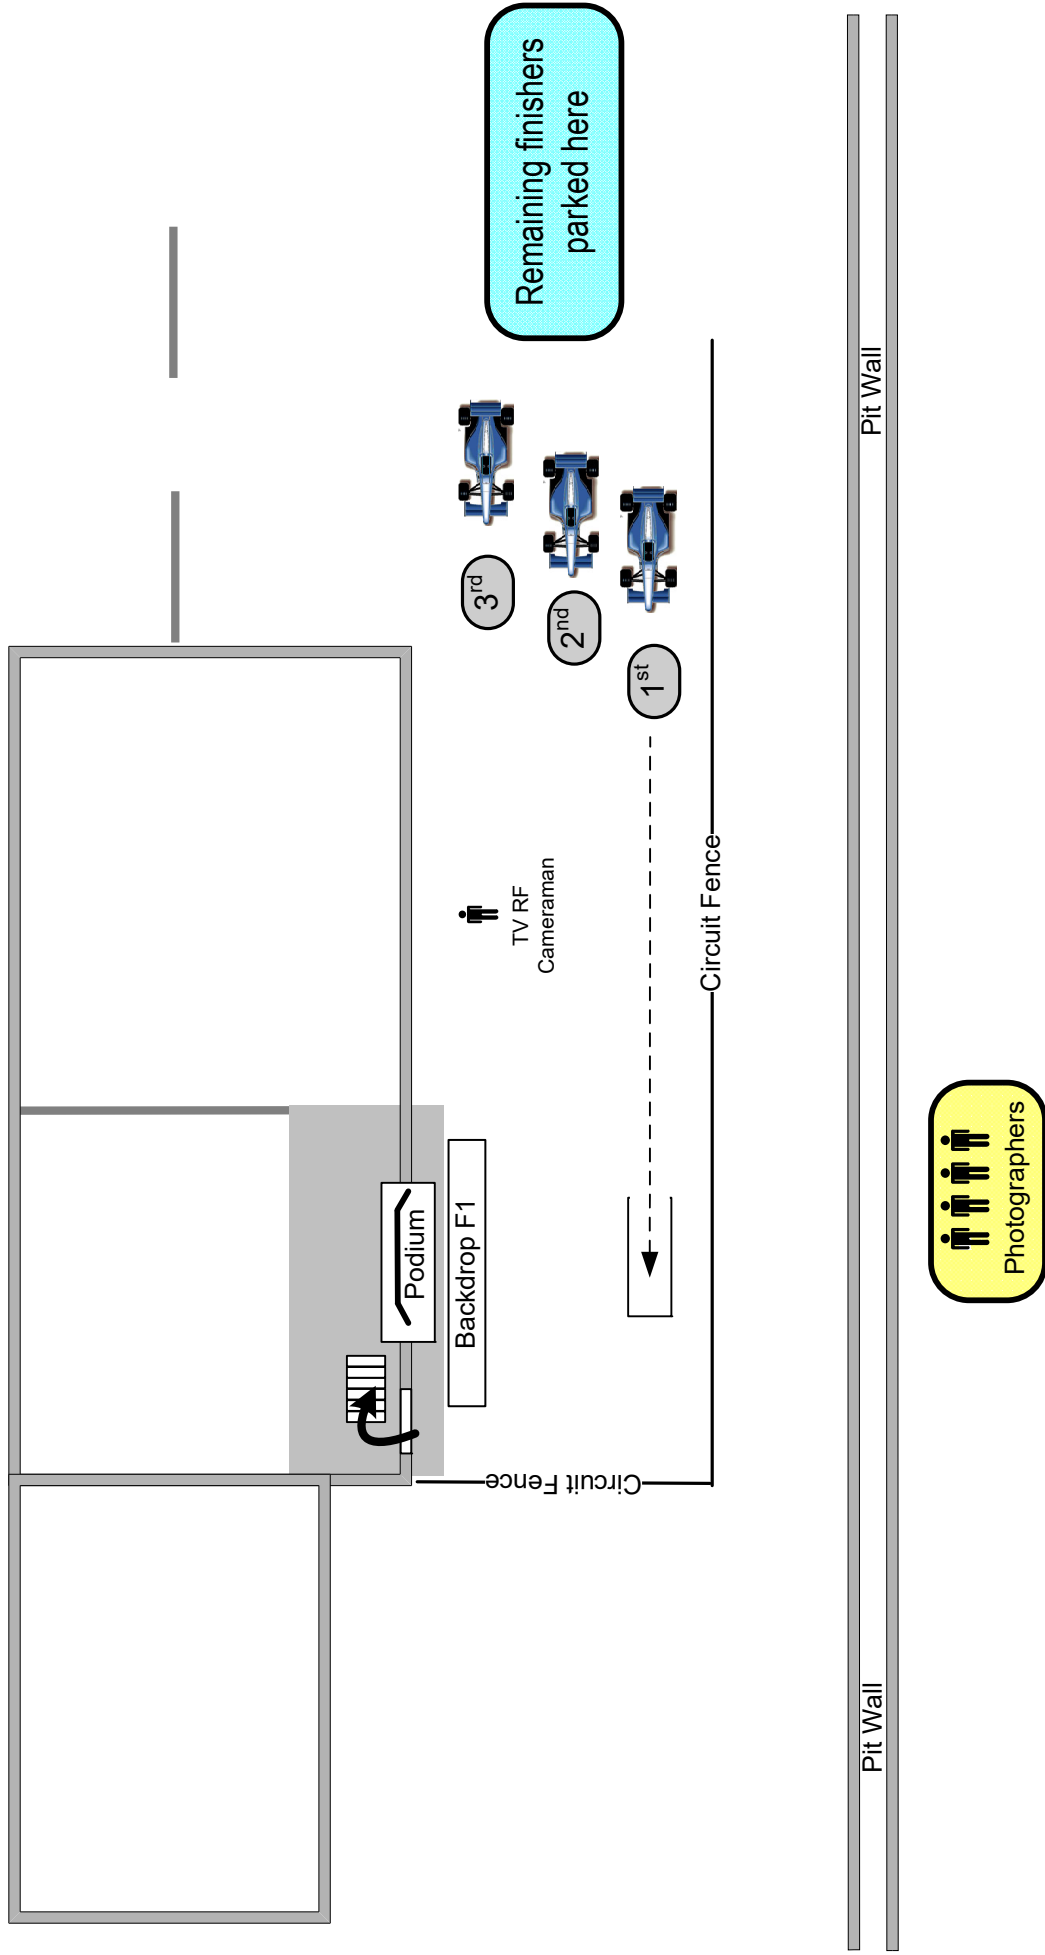 Remaining finishers
parked here
3rd
2nd
1st
TV RF
Cameraman
Circuit Fence
Podium
Backdrop F1
Circuit Fence
Pit Wall
Pit Wall
Photographers